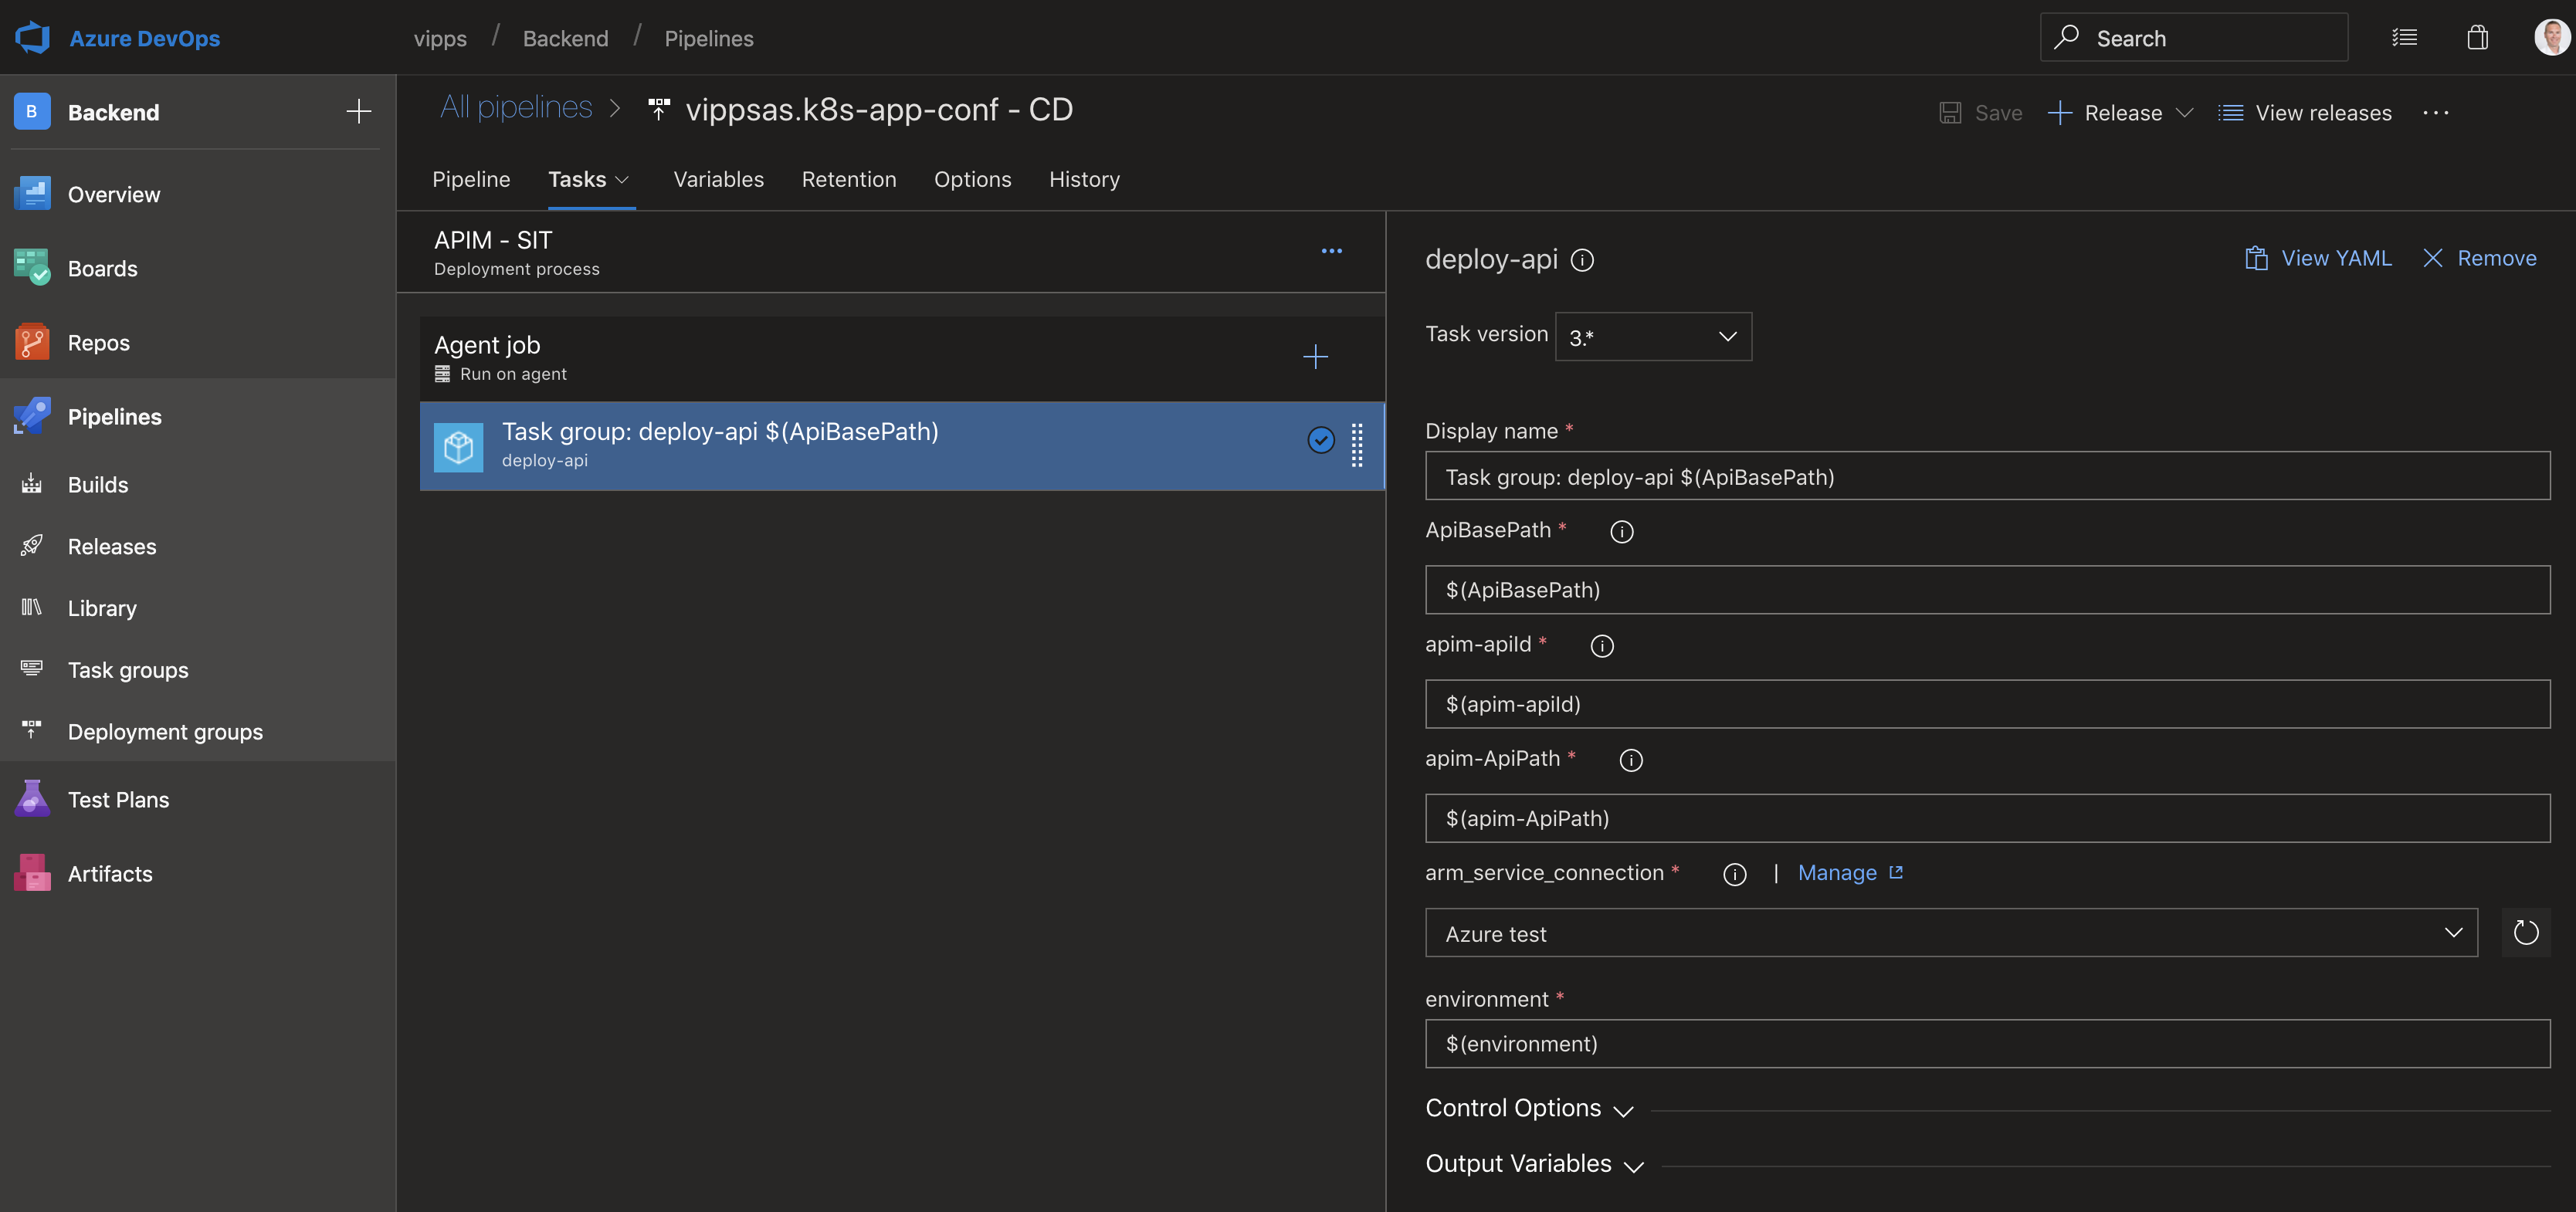 Azure DevOps
vipps / Backend / Pipelines
Search
B Backend
Overview
Boards
Repos
Pipelines
Builds
Releases
Library
Task groups
Deployment groups
Test Plans
Artifacts
All pipelines > vippsas.k8s-app-conf - CD
Save
Release
View releases
...
Pipeline Tasks Variables Retention Options History
APIM - SIT
Deployment process
Agent job
Run on agent
Task group: deploy-api $(ApiBasePath)
deploy-api
deploy-api
View YAML
Remove
Task version 3.*
Display name *
Task group: deploy-api $(ApiBasePath)
ApiBasePath *
$(ApiBasePath)
apim-apiId *
$(apim-apiId)
apim-ApiPath *
$(apim-ApiPath)
arm_service_connection * | Manage
Azure test
environment *
$(environment)
Control Options
Output Variables